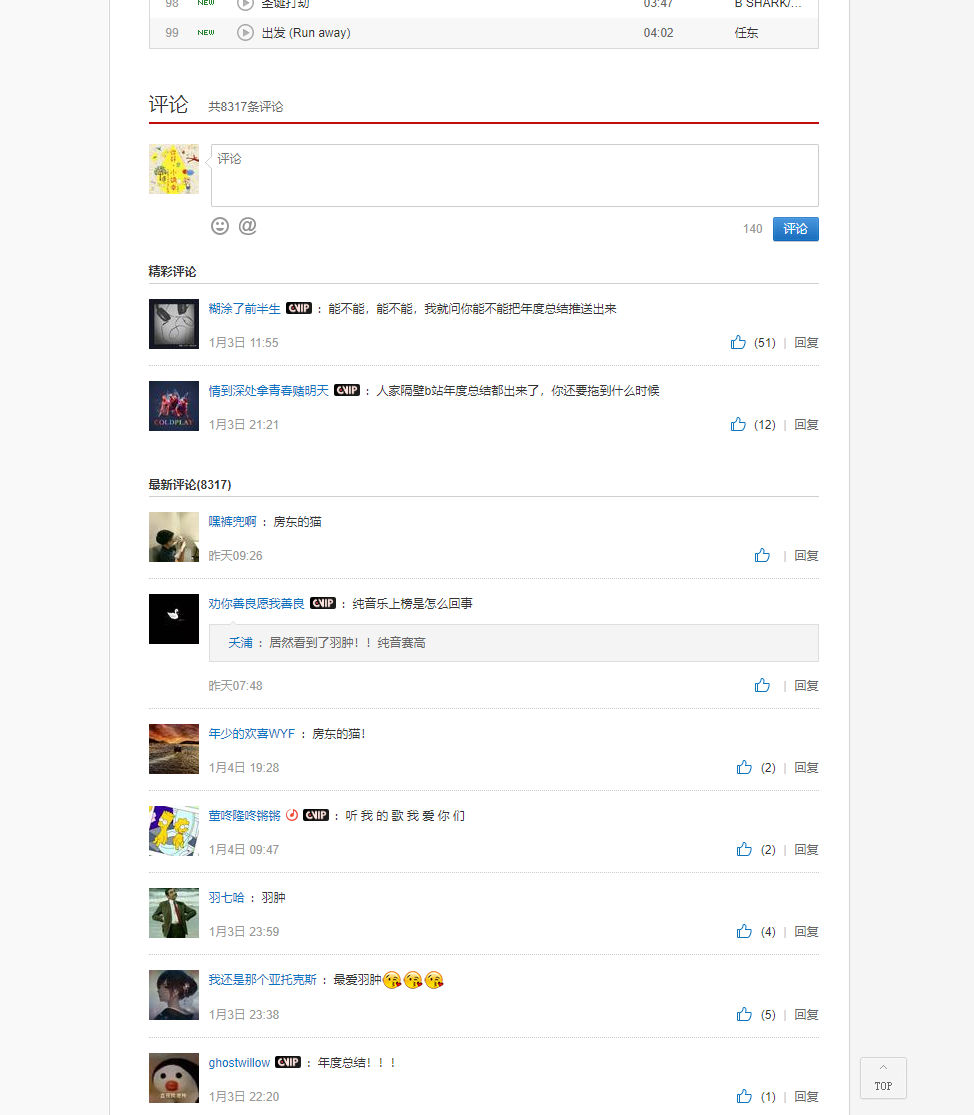 98 NEW 圣诞打劫 03:47 B SHARK/...
99 NEW 出发 (Run away) 04:02 任东
评论 共8317条评论
评论
140 评论
精彩评论
糊涂了前半生 CVIP ：能不能，能不能，我就问你能不能把年度总结推送出来
1月3日 11:55 (51) | 回复
情到深处拿青春赌明天 CVIP ：人家隔壁b站年度总结都出来了，你还要拖到什么时候
COLDPLAY
1月3日 21:21 (12) | 回复
最新评论(8317)
嘿裤兜啊 ：房东的猫
昨天09:26 | 回复
劝你善良愿我善良 CVIP ：纯音乐上榜是怎么回事
夭浦 ：居然看到了羽肿！！纯音赛高
昨天07:48 | 回复
年少的欢喜WYF ：房东的猫！
1月4日 19:28 (2) | 回复
萱咚隆咚锵锵 CVIP ：听 我 的 歌 我 爱 你 们
1月4日 09:47 (2) | 回复
羽七哈 ：羽肿
1月3日 23:59 (4) | 回复
我还是那个亚托克斯 ：最爱羽肿😘😘😘
1月3日 23:38 (5) | 回复
ghostwillow CVIP ：年度总结！！！
1月3日 22:20 (1) | 回复
TOP